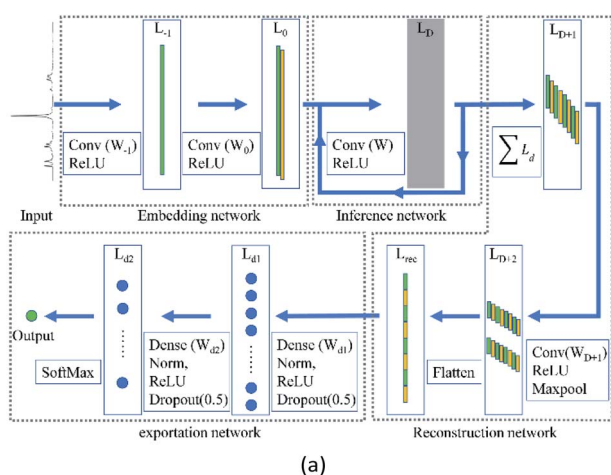 L-1
L0
LD
LD+1
Conv (W-1)
ReLU
Conv (W0)
ReLU
Conv (W)
ReLU
∑ Ld
Input
Embedding network
Inference network
Ld2
Ld1
Lrec
LD+2
Output
SoftMax
Dense (Wd2)
Norm,
ReLU
Dropout(0.5)
Dense (Wd1)
Norm,
ReLU
Dropout(0.5)
Flatten
Conv(WD+1)
ReLU
Maxpool
exportation network
Reconstruction network
(a)